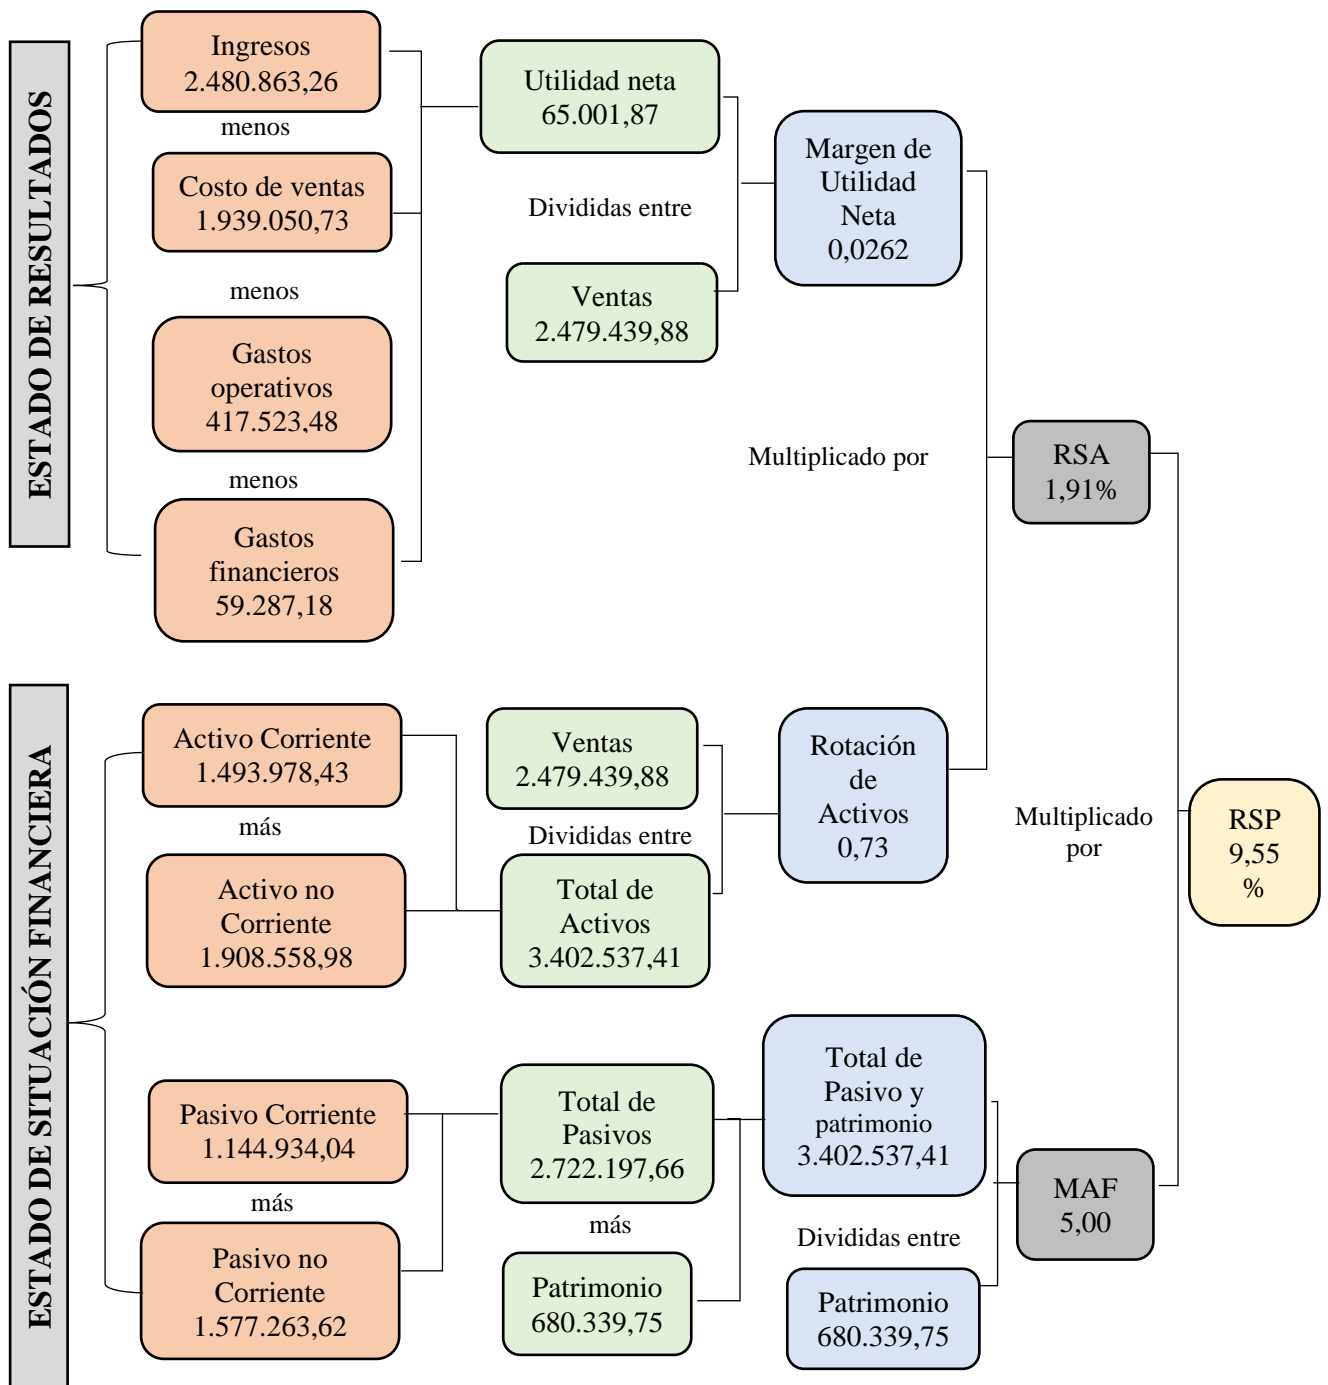 ESTADO DE RESULTADOS
Ingresos
2.480.863,26
menos
Costo de ventas
1.939.050,73
menos
Gastos
operativos
417.523,48
menos
Gastos
financieros
59.287,18
Utilidad neta
65.001,87
Divididas entre
Ventas
2.479.439,88
Margen de
Utilidad
Neta
0,0262
Multiplicado por
RSA
1,91%
ESTADO DE SITUACIÓN FINANCIERA
Activo Corriente
1.493.978,43
más
Activo no
Corriente
1.908.558,98
Ventas
2.479.439,88
Divididas entre
Total de
Activos
3.402.537,41
Rotación
de
Activos
0,73
Multiplicado
por
RSP
9,55
%
Pasivo Corriente
1.144.934,04
más
Pasivo no
Corriente
1.577.263,62
Total de
Pasivos
2.722.197,66
más
Patrimonio
680.339,75
Total de
Pasivo y
patrimonio
3.402.537,41
Divididas entre
Patrimonio
680.339,75
MAF
5,00